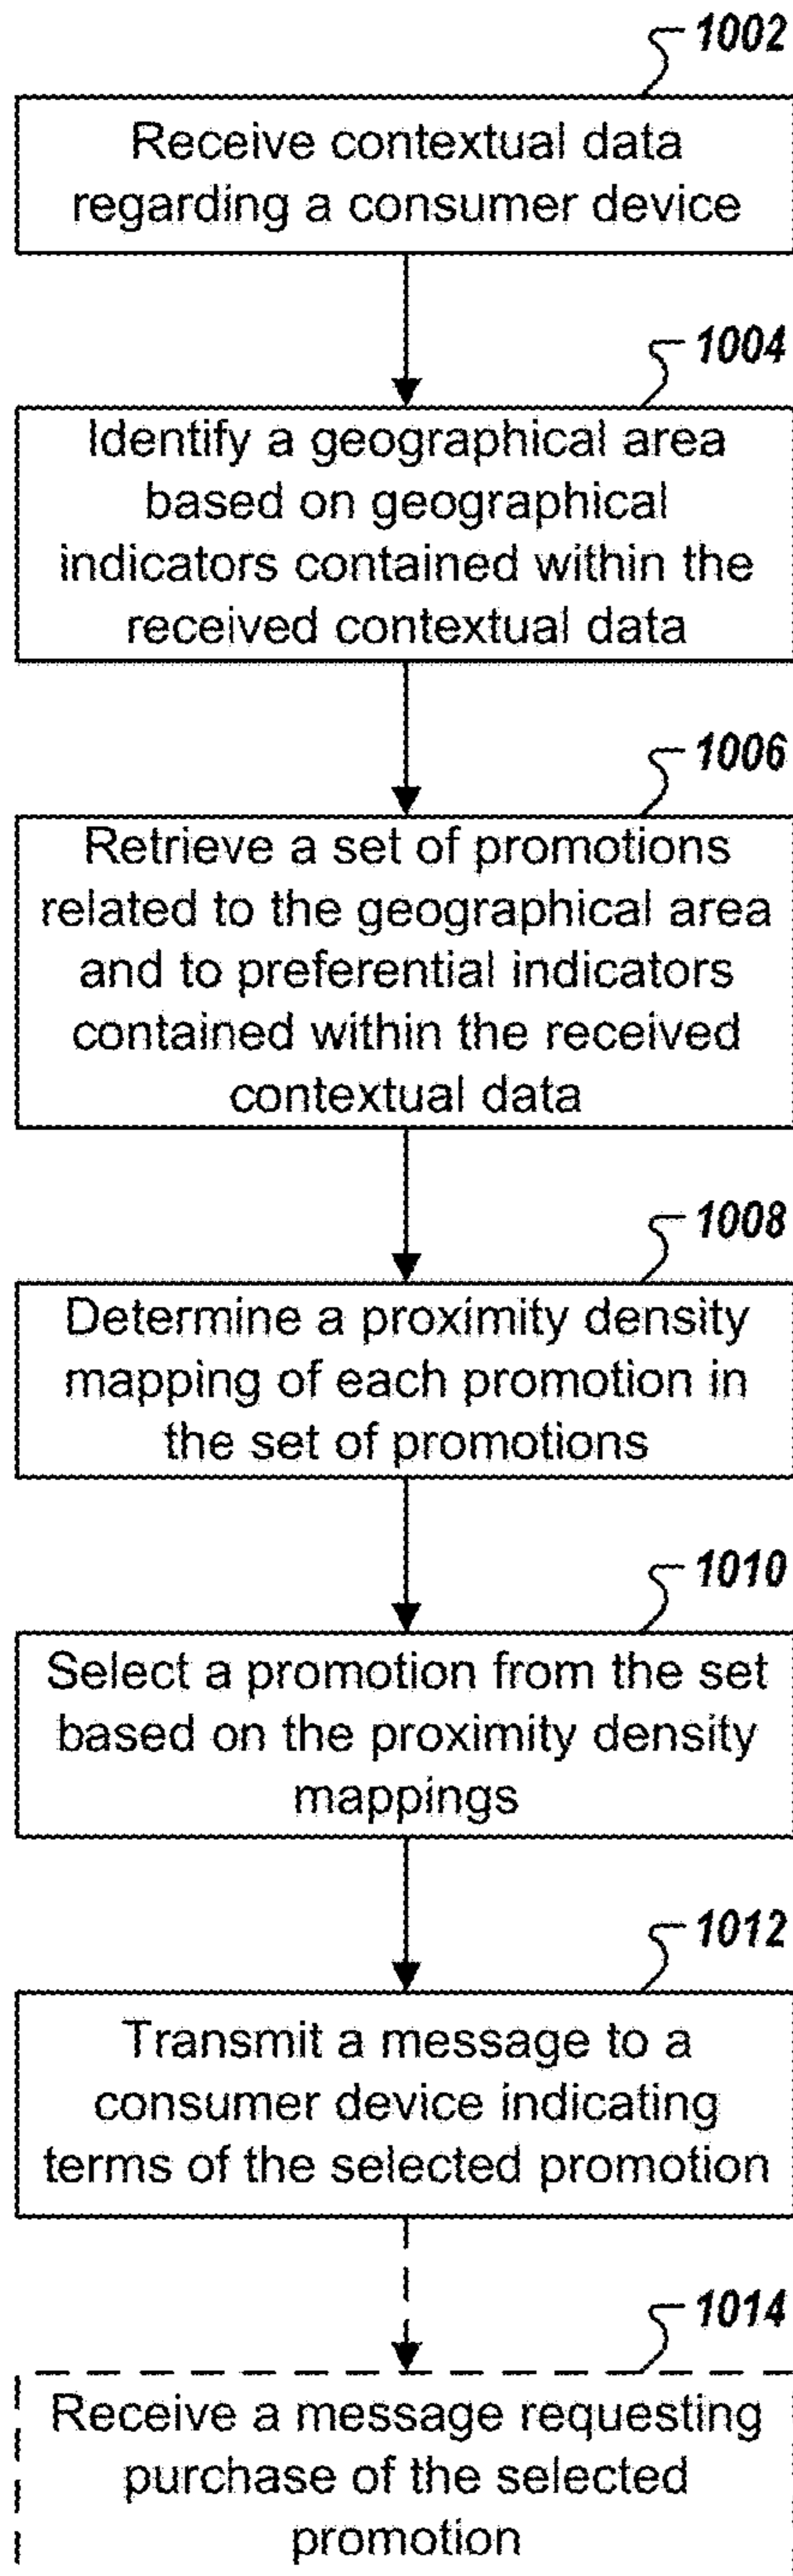 1002
Receive contextual data
regarding a consumer device
1004
Identify a geographical area
based on geographical
indicators contained within the
received contextual data
1006
Retrieve a set of promotions
related to the geographical area
and to preferential indicators
contained within the received
contextual data
1008
Determine a proximity density
mapping of each promotion in
the set of promotions
1010
Select a promotion from the set
based on the proximity density
mappings
1012
Transmit a message to a
consumer device indicating
terms of the selected promotion
1014
Receive a message requesting
purchase of the selected
promotion